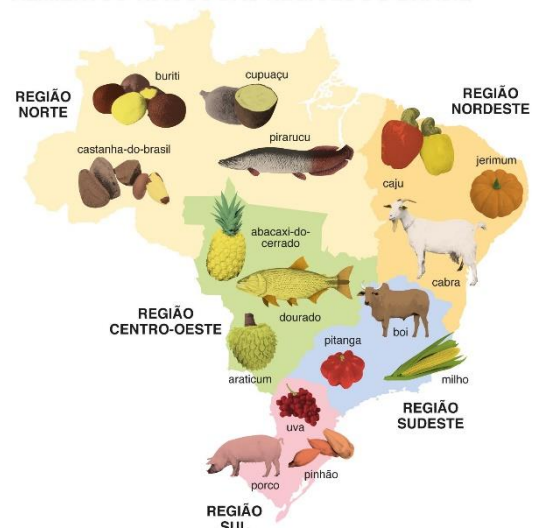 buriti
cupuaçu
REGIÃO
NORTE
REGIÃO
NORDESTE
castanha-do-brasil
pirarucu
caju
jerimum
abacaxi-do-
cerrado
cabra
REGIÃO
CENTRO-OESTE
dourado
boi
pitanga
araticum
milho
REGIÃO
SUDESTE
uva
porco
pinhão
REGIÃO
SUL